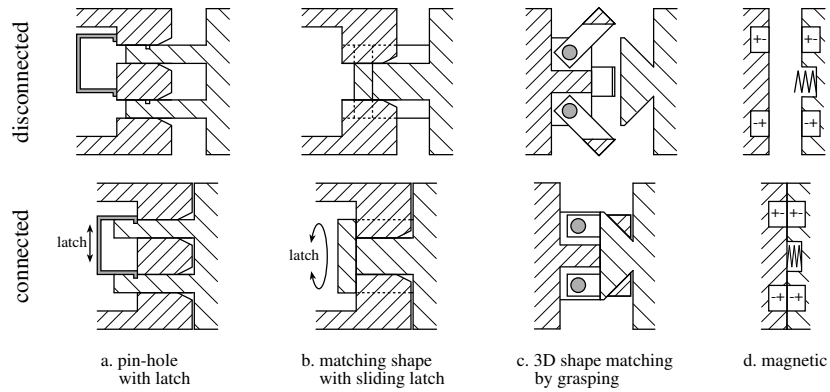 disconnected
+- +-
-+ -+
connected
latch
latch
+- +-
-+ -+
a. pin-hole
with latch
b. matching shape
with sliding latch
c. 3D shape matching
by grasping
d. magnetic